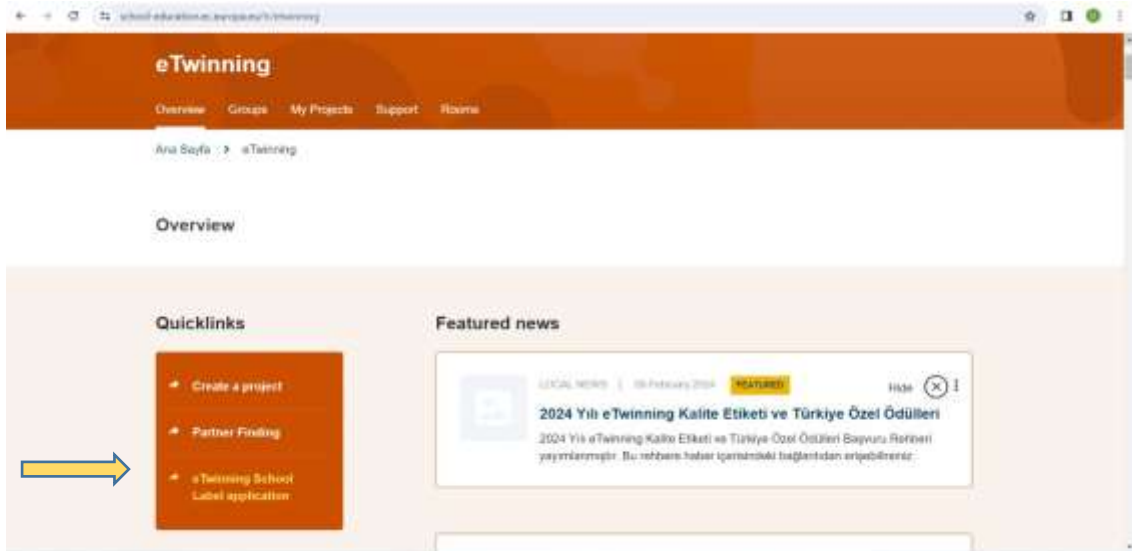 eTwinning
Overview Groups My Projects Support Rooms
Ana Sayfa > eTwinning
Overview
Quicklinks
Create a project
Partner Finding
eTwinning School
Label application
Featured news
LOCAL NEWS | February 2024 FEATURED Hide
2024 Yılı eTwinning Kalite Etiketi ve Türkiye Özel Ödülleri
2024 Yılı eTwinning Kalite Etiketi ve Türkiye Özel Ödülleri Başvuru Rehberi
yayımlanmıştır. Bu rehbere haber içerisindeki bağlantıdan erişebilirsiniz.